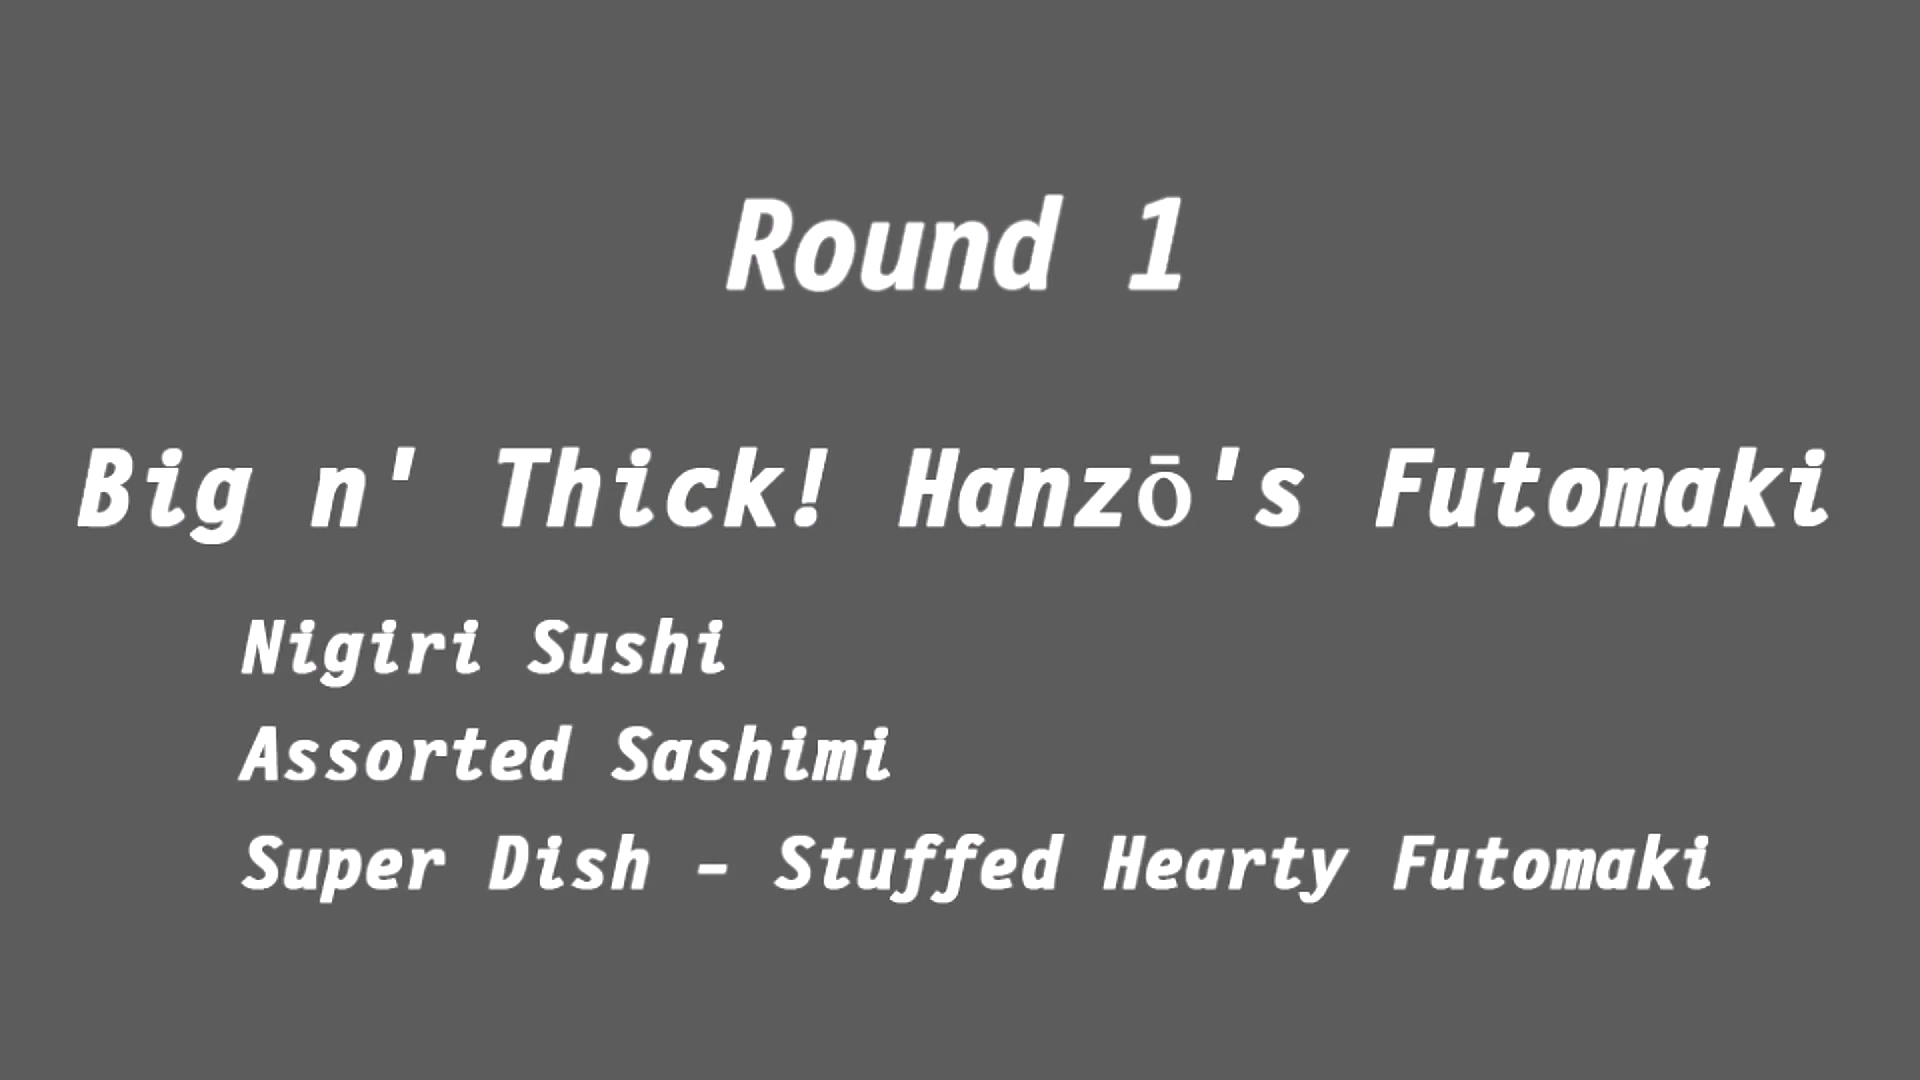 Round 1
Big n' Thick! Hanzō's Futomaki
Nigiri Sushi
Assorted Sashimi
Super Dish - Stuffed Hearty Futomaki